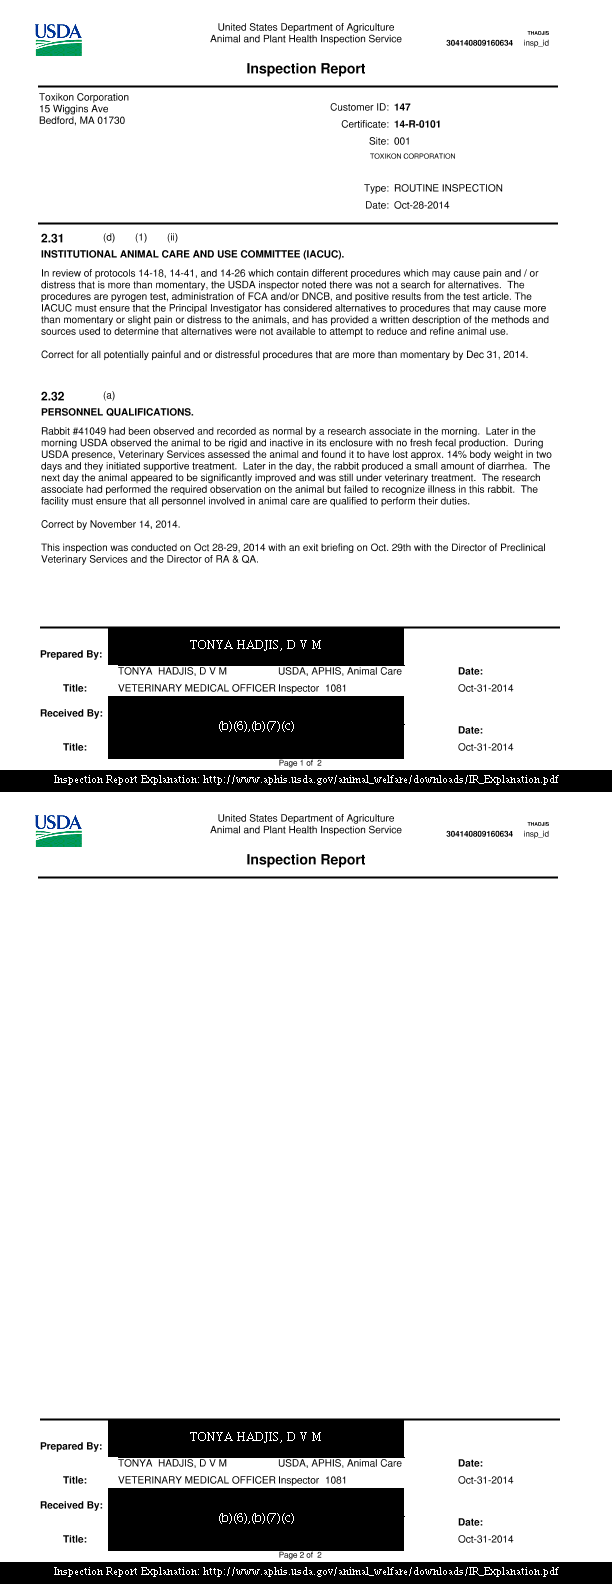 USDA
United States Department of Agriculture
Animal and Plant Health Inspection Service
THADJIS
304140809160634 insp_id
Inspection Report
Toxikon Corporation
15 Wiggins Ave
Bedford, MA 01730
Customer ID: 147
Certificate: 14-R-0101
Site: 001
TOXIKON CORPORATION
Type: ROUTINE INSPECTION
Date: Oct-28-2014
2.31 (d) (1) (ii)
INSTITUTIONAL ANIMAL CARE AND USE COMMITTEE (IACUC).
In review of protocols 14-18, 14-41, and 14-26 which contain different procedures which may cause pain and / or
distress that is more than momentary, the USDA inspector noted there was not a search for alternatives. The
procedures are pyrogen test, administration of FCA and/or DNCB, and positive results from the test article. The
IACUC must ensure that the Principal Investigator has considered alternatives to procedures that may cause more
than momentary or slight pain or distress to the animals, and has provided a written description of the methods and
sources used to determine that alternatives were not available to attempt to reduce and refine animal use.
Correct for all potentially painful and or distressful procedures that are more than momentary by Dec 31, 2014.
2.32 (a)
PERSONNEL QUALIFICATIONS.
Rabbit #41049 had been observed and recorded as normal by a research associate in the morning. Later in the
morning USDA observed the animal to be rigid and inactive in its enclosure with no fresh fecal production. During
USDA presence, Veterinary Services assessed the animal and found it to have lost approx. 14% body weight in two
days and they initiated supportive treatment. Later in the day, the rabbit produced a small amount of diarrhea. The
next day the animal appeared to be significantly improved and was still under veterinary treatment. The research
associate had performed the required observation on the animal but failed to recognize illness in this rabbit. The
facility must ensure that all personnel involved in animal care are qualified to perform their duties.
Correct by November 14, 2014.
This inspection was conducted on Oct 28-29, 2014 with an exit briefing on Oct. 29th with the Director of Preclinical
Veterinary Services and the Director of RA & QA.
TONYA HADJIS, D V M
Prepared By:
TONYA HADJIS, D V M USDA, APHIS, Animal Care Date:
Title: VETERINARY MEDICAL OFFICER Inspector 1081 Oct-31-2014
Received By:
(b)(6),(b)(7)(c)
Date:
Title: Oct-31-2014
Page 1 of 2
Inspection Report Explanation: http://www.aphis.usda.gov/animal_welfare/downloads/IR_Explanation.pdf
USDA
United States Department of Agriculture
Animal and Plant Health Inspection Service
THADJIS
304140809160634 insp_id
Inspection Report
TONYA HADJIS, D V M
Prepared By:
TONYA HADJIS, D V M USDA, APHIS, Animal Care Date:
Title: VETERINARY MEDICAL OFFICER Inspector 1081 Oct-31-2014
Received By:
(b)(6),(b)(7)(c)
Date:
Title: Oct-31-2014
Page 2 of 2
Inspection Report Explanation: http://www.aphis.usda.gov/animal_welfare/downloads/IR_Explanation.pdf